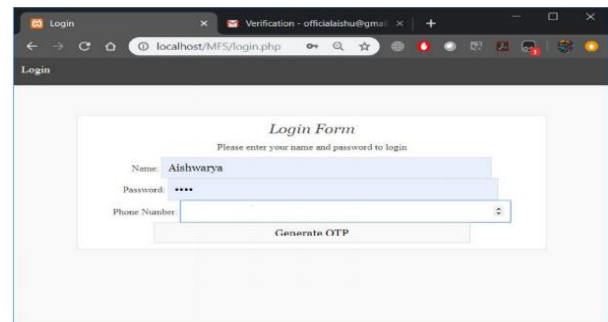 Login
Verification - officialaishu@gmai
localhost/MFS/login.php
Login
Login Form
Please enter your name and password to login
Name: Aishwarya
Password: ••••
Phone Number:
Generate OTP